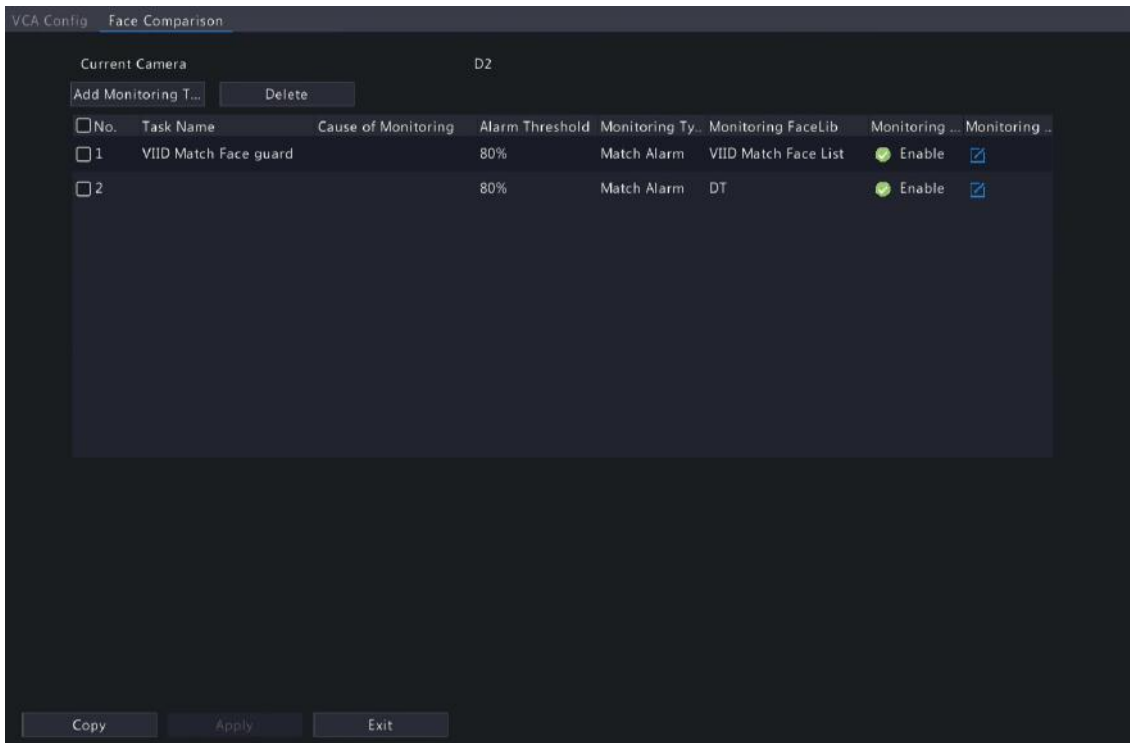 VCA Config Face Comparison
Current Camera D2
Add Monitoring T... Delete
No. Task Name Cause of Monitoring Alarm Threshold Monitoring Ty... Monitoring FaceLib Monitoring ... Monitoring ...
1 VIID Match Face guard 80% Match Alarm VIID Match Face List Enable
2 80% Match Alarm DT Enable
Copy Apply Exit